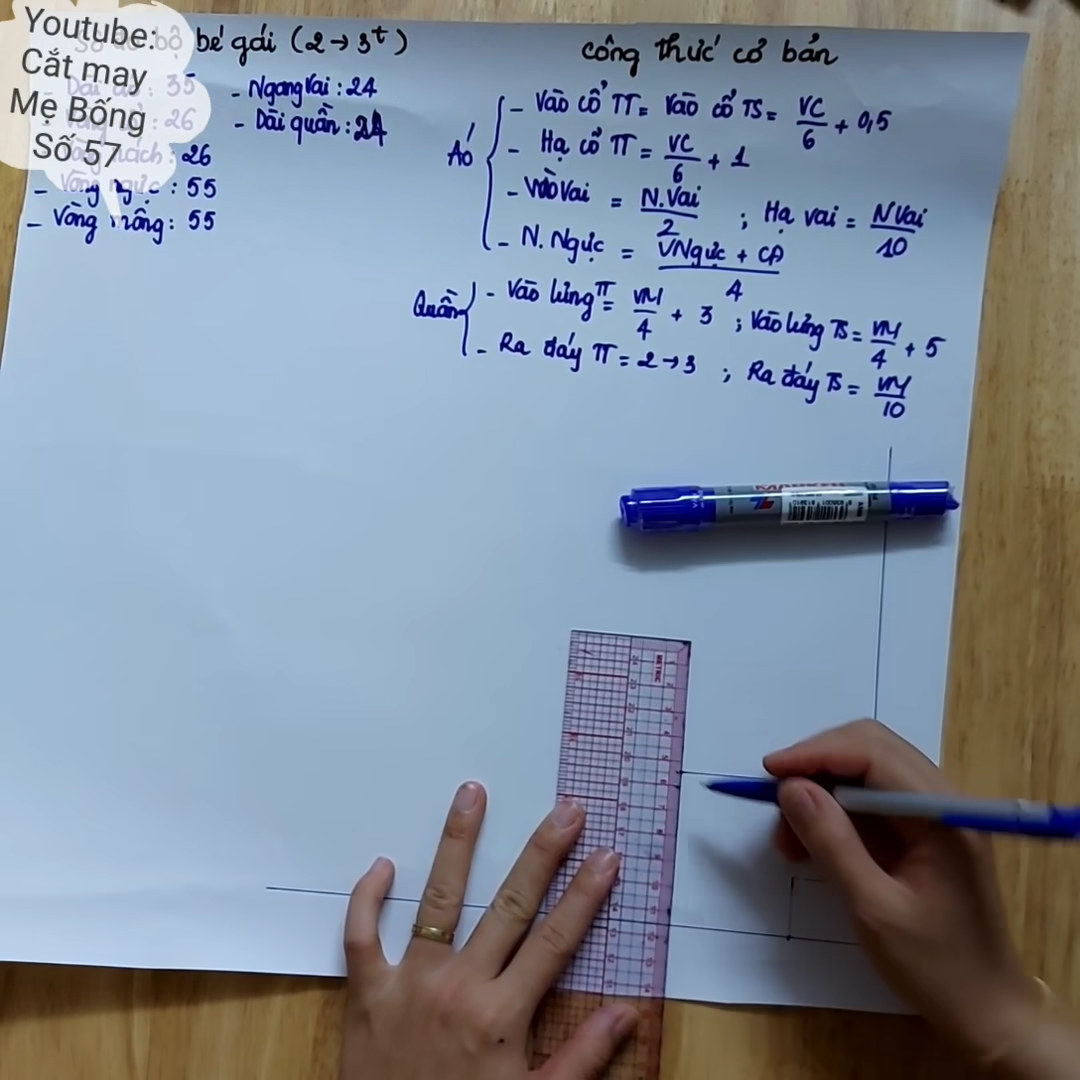 Youtube:
Cắt may
Mẹ Bống
Số 57
bộ bé gái (2→3t)
35
26
: 26
: 55
- Vòng mông: 55
- Ngang vai : 24
- Dài quần : 24
Công thức cơ bản
Áo
- Vào cổ TT = Vào cổ TS = VC/6 + 0,5
- Hạ cổ TT = VC/6 + 1
- Vào Vai = N.Vai/2 ; Hạ vai = NVai/10
- N. Ngực = VNgực + CĐ/4
Quần
- Vào lưng TT = VM/4 + 3 ; Vào lưng TS = VM/4 + 5
- Ra đáy TT = 2→3 ; Ra đáy TS = VM/10
METRIC